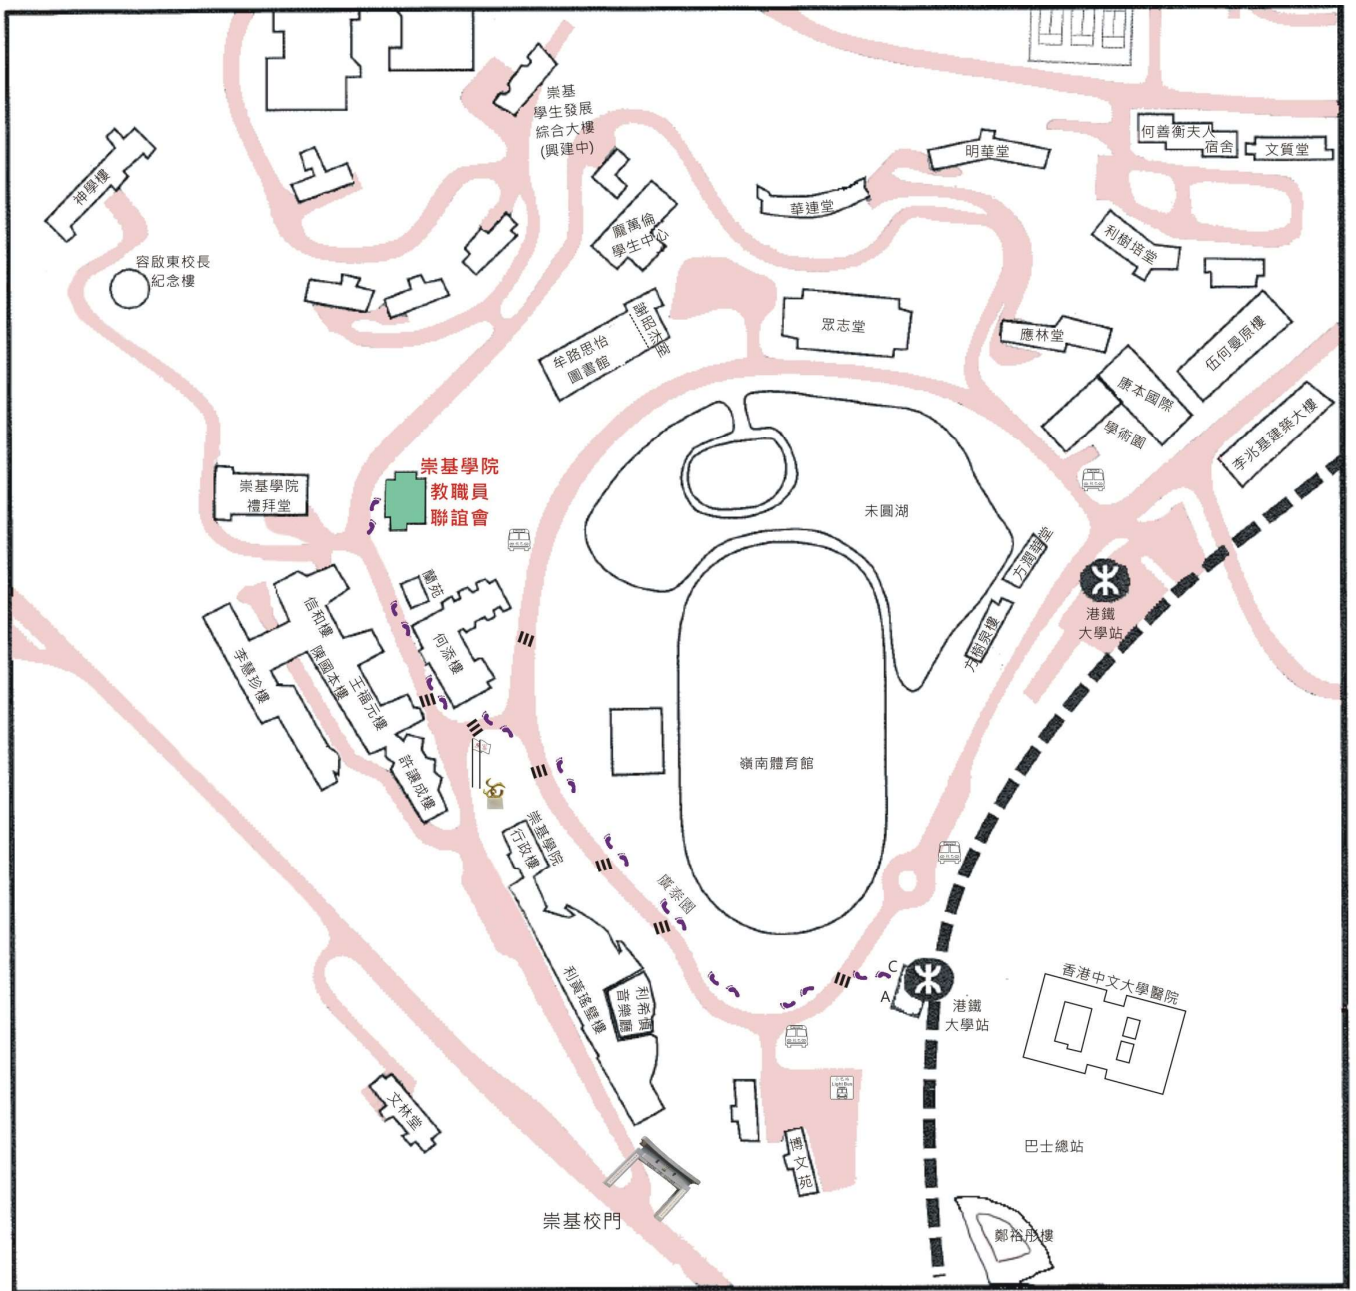 崇基
學生發展
綜合大樓
(興建中)
神學樓
容啟東校長
紀念樓
龐萬倫
學生中心
明華堂
華連堂
何善衡夫人
宿舍
文質堂
利樹培堂
謝昭杰室
牟路思怡
圖書館
眾志堂
應林堂
伍何曼原樓
康本國際
學術園
李兆基建築大樓
崇基學院
禮拜堂
崇基學院
教職員
聯誼會
未圓湖
方潤華堂
方樹泉樓
港鐵
大學站
蘭苑
何添樓
信和樓
陳國本樓
王福元樓
李慧珍樓
許讓成樓
嶺南體育館
崇基學院
行政樓
廣泰園
利黃瑤璧樓
利希慎
音樂廳
C
A
港鐵
大學站
香港中文大學醫院
Light Bus
文林堂
博文苑
巴士總站
崇基校門
鄭裕彤樓